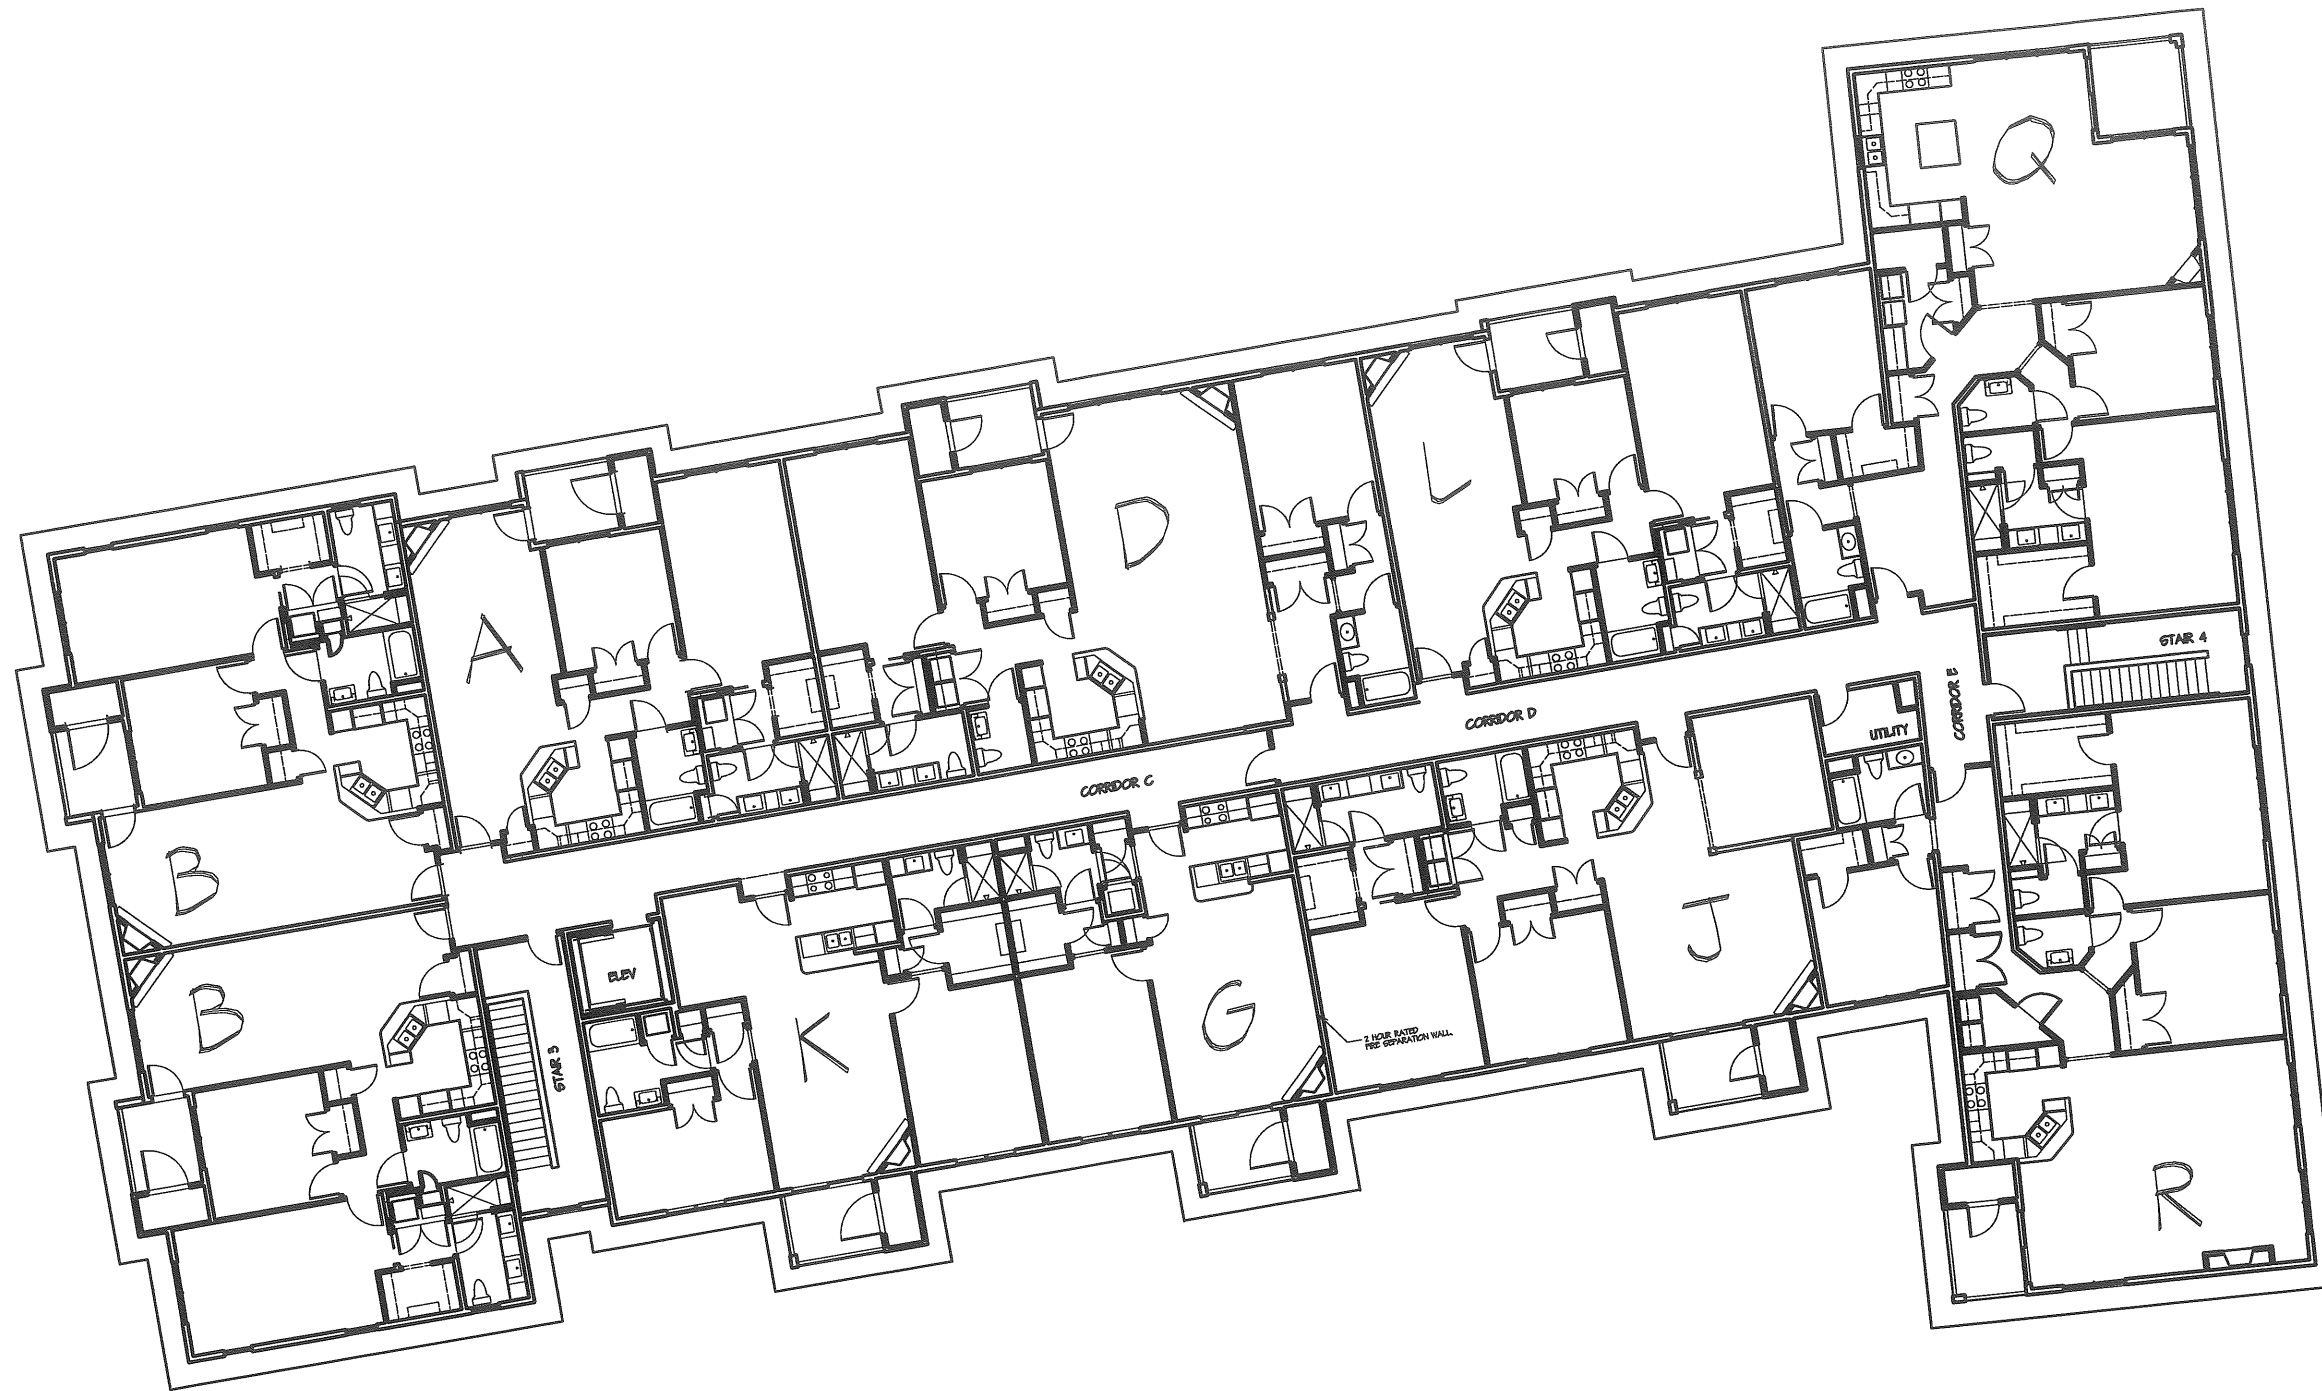 Q
L
D
A
STAIR 4
CORRIDOR E
CORRIDOR D
UTILITY
CORRIDOR C
B
J
ELEV
B
G
K
2 HOUR RATED
FIRE SEPARATION WALL.
STAIR 3
R